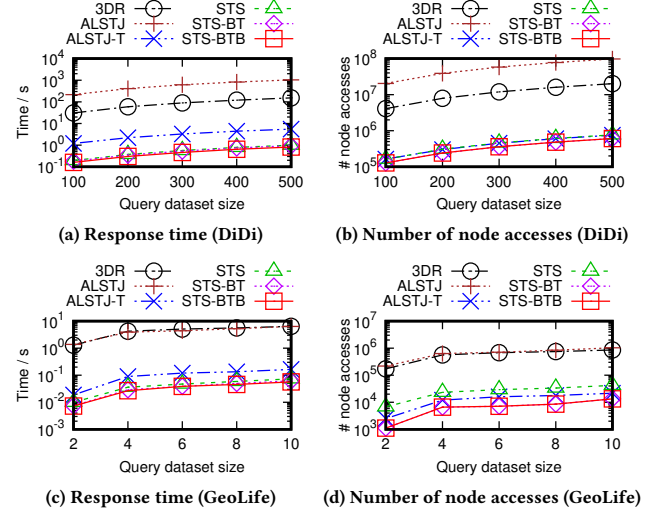 3DR STS
ALSTJ STS-BT
ALSTJ-T STS-BTB
Time / s
10^4
10^3
10^2
10^1
10^0
10^-1
100 200 300 400 500
Query dataset size
(a) Response time (DiDi)
3DR STS
ALSTJ STS-BT
ALSTJ-T STS-BTB
# node accesses
10^8
10^7
10^6
10^5
100 200 300 400 500
Query dataset size
(b) Number of node accesses (DiDi)
3DR STS
ALSTJ STS-BT
ALSTJ-T STS-BTB
Time / s
10^1
10^0
10^-1
10^-2
10^-3
2 4 6 8 10
Query dataset size
(c) Response time (GeoLife)
3DR STS
ALSTJ STS-BT
ALSTJ-T STS-BTB
# node accesses
10^6
10^5
10^4
10^3
2 4 6 8 10
Query dataset size
(d) Number of node accesses (GeoLife)